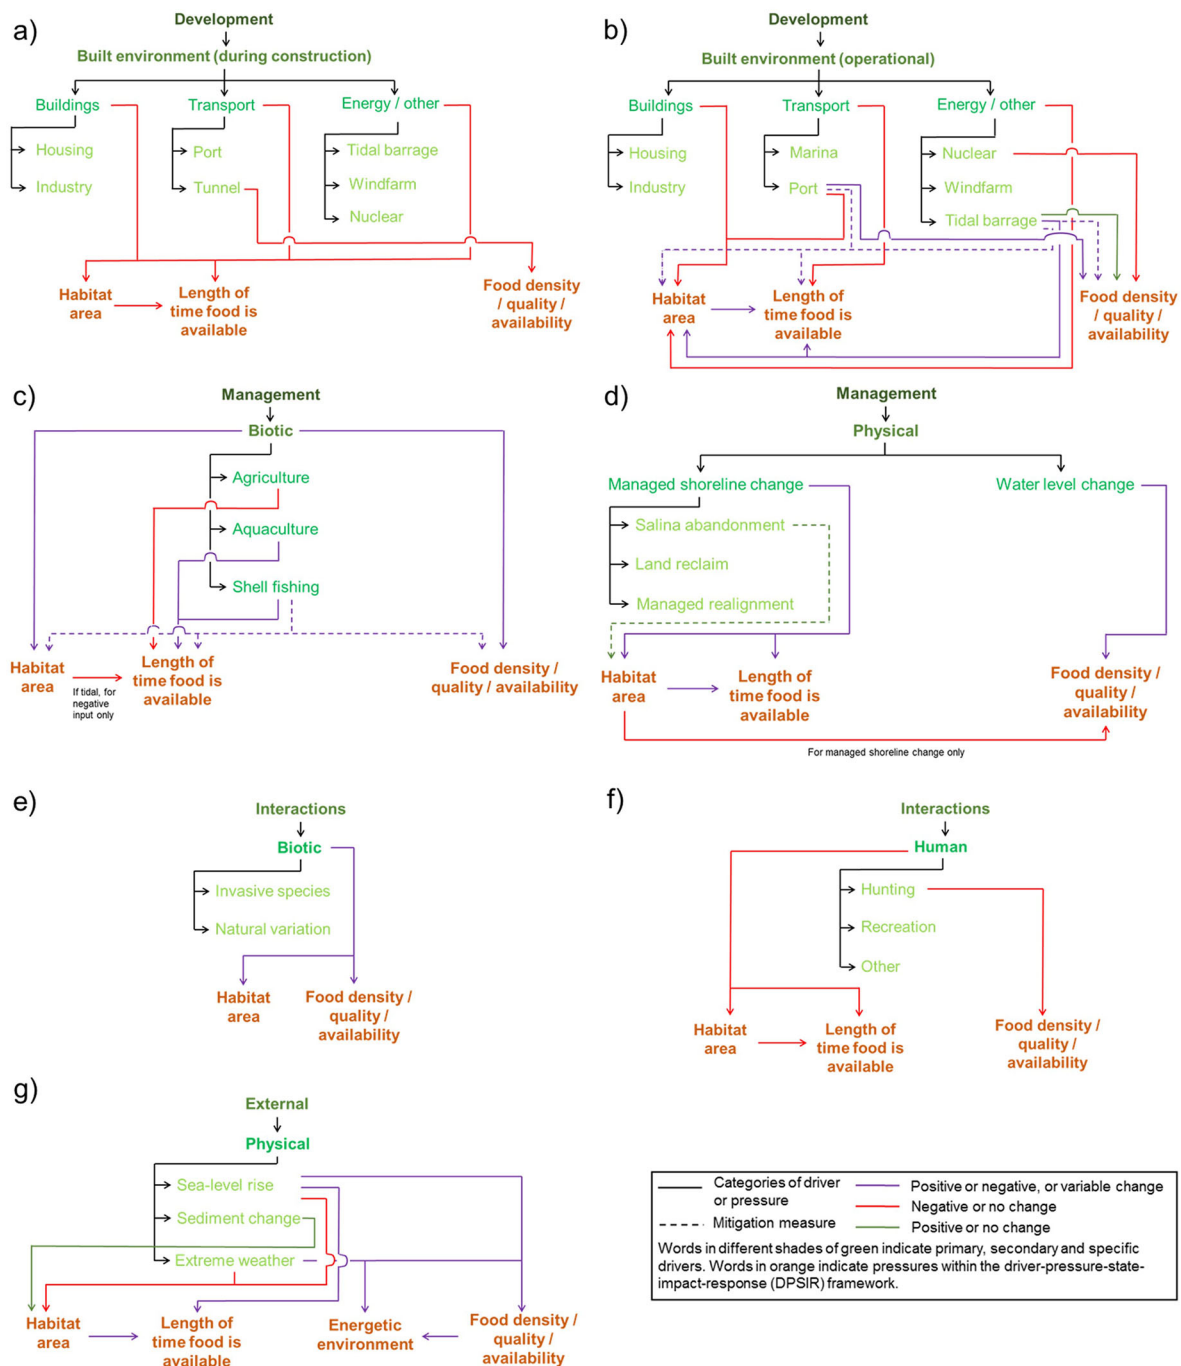 a)
Development
Built environment (during construction)
Buildings
Transport
Energy / other
Housing
Industry
Port
Tunnel
Tidal barrage
Windfarm
Nuclear
Habitat
area
Length of
time food is
available
Food density
/ quality /
availability
b)
Development
Built environment (operational)
Buildings
Transport
Energy / other
Housing
Industry
Marina
Port
Nuclear
Windfarm
Tidal barrage
Habitat
area
Length of
time food is
available
Food density
/ quality /
availability
c)
Management
Biotic
Agriculture
Aquaculture
Shell fishing
Habitat
area
If tidal, for
negative
input only
Length of
time food is
available
Food density /
quality / availability
d)
Management
Physical
Managed shoreline change
Water level change
Salina abandonment
Land reclaim
Managed realignment
Habitat
area
Length of
time food is
available
Food density /
quality /
availability
For managed shoreline change only
e)
Interactions
Biotic
Invasive species
Natural variation
Habitat
area
Food density /
quality /
availability
f)
Interactions
Human
Hunting
Recreation
Other
Habitat
area
Length of
time food is
available
Food density /
quality /
availability
g)
External
Physical
Sea-level rise
Sediment change
Extreme weather
Habitat
area
Length of
time food is
available
Energetic
environment
Food density /
quality /
availability
Categories of driver
or pressure
Mitigation measure
Positive or negative, or variable change
Negative or no change
Positive or no change
Words in different shades of green indicate primary, secondary and specific
drivers. Words in orange indicate pressures within the driver-pressure-state-
impact-response (DPSIR) framework.